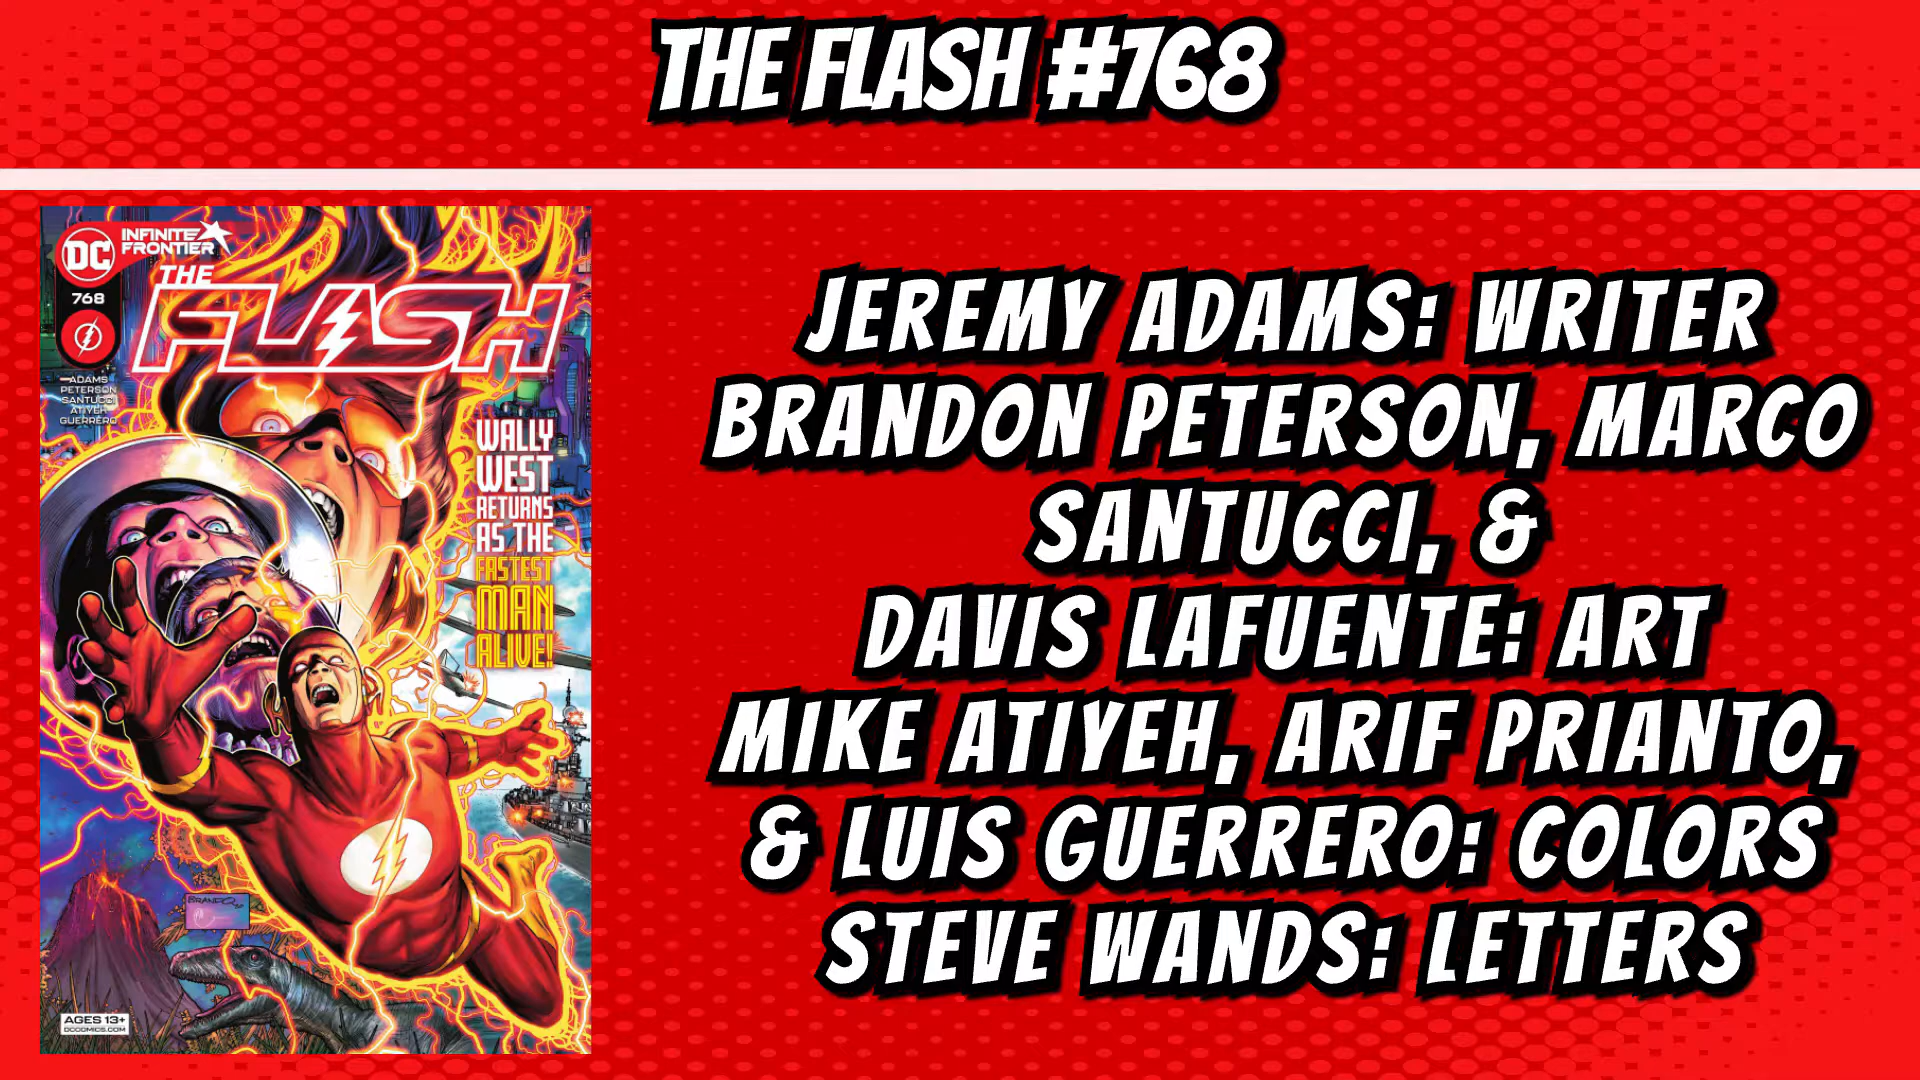 THE FLASH #768
DC
INFINITE
FRONTIER
THE
FLASH
768
ADAMS
PETERSON
SANTUCCI
ATIYEH
GUERRERO
WALLY
WEST
RETURNS
AS THE
FASTEST
MAN
ALIVE!
AGES 13+
DCCOMICS.COM
JEREMY ADAMS: WRITER
BRANDON PETERSON, MARCO
SANTUCCI, &
DAVIS LAFUENTE: ART
MIKE ATIYEH, ARIF PRIANTO,
& LUIS GUERRERO: COLORS
STEVE WANDS: LETTERS